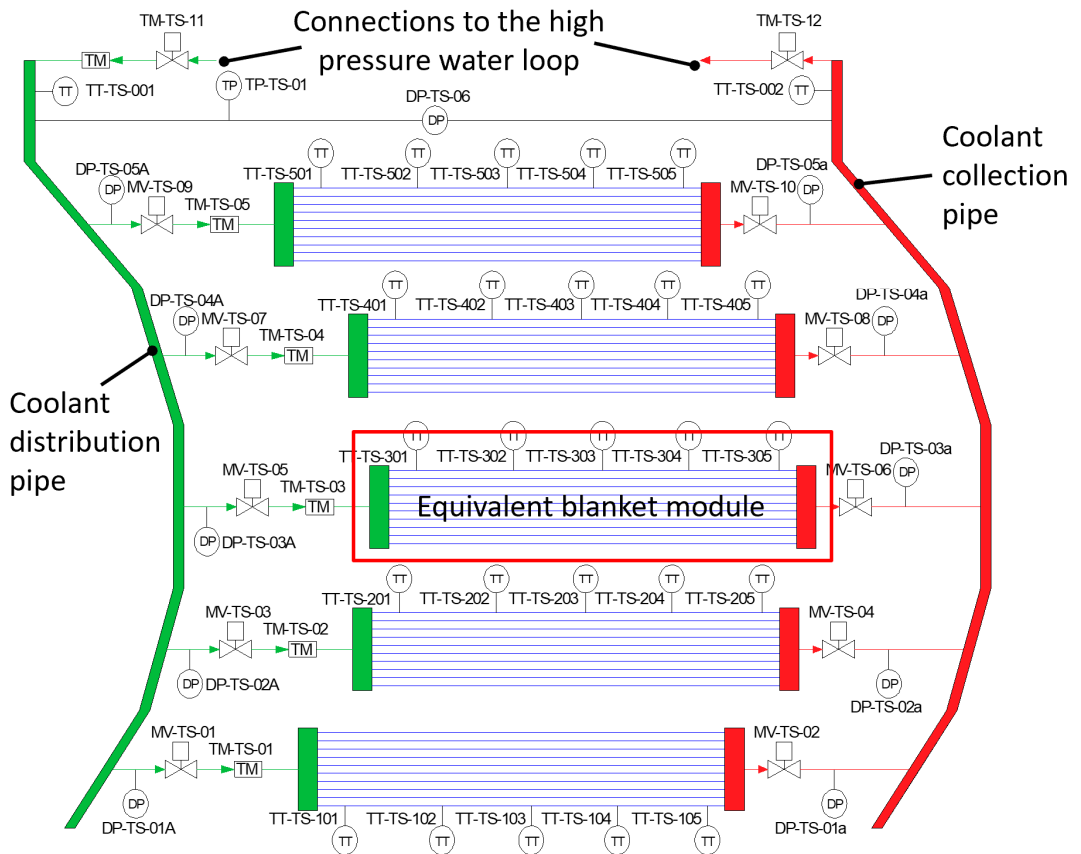 TM-TS-11
Connections to the high
pressure water loop
TM-TS-12
TM
TT
TT-TS-001
TP
TP-TS-01
DP-TS-06
DP
TT-TS-002
TT
Coolant
collection
pipe
DP-TS-05A
DP
MV-TS-09
TM-TS-05
TM
TT-TS-501
TT
TT-TS-502
TT
TT-TS-503
TT
TT-TS-504
TT
TT-TS-505
TT
MV-TS-10
DP-TS-05a
DP
DP-TS-04A
DP
MV-TS-07
TM-TS-04
TM
TT-TS-401
TT
TT-TS-402
TT
TT-TS-403
TT
TT-TS-404
TT
TT-TS-405
TT
MV-TS-08
DP-TS-04a
DP
Coolant
distribution
pipe
MV-TS-05
TM-TS-03
TM
DP
DP-TS-03A
TT-TS-301
TT
TT-TS-302
TT
TT-TS-303
TT
TT-TS-304
TT
TT-TS-305
TT
Equivalent blanket module
MV-TS-06
DP-TS-03a
DP
MV-TS-03
TM-TS-02
TM
DP
DP-TS-02A
TT-TS-201
TT
TT-TS-202
TT
TT-TS-203
TT
TT-TS-204
TT
TT-TS-205
TT
MV-TS-04
DP
DP-TS-02a
MV-TS-01
TM-TS-01
TM
DP
DP-TS-01A
TT-TS-101
TT
TT-TS-102
TT
TT-TS-103
TT
TT-TS-104
TT
TT-TS-105
TT
MV-TS-02
DP
DP-TS-01a